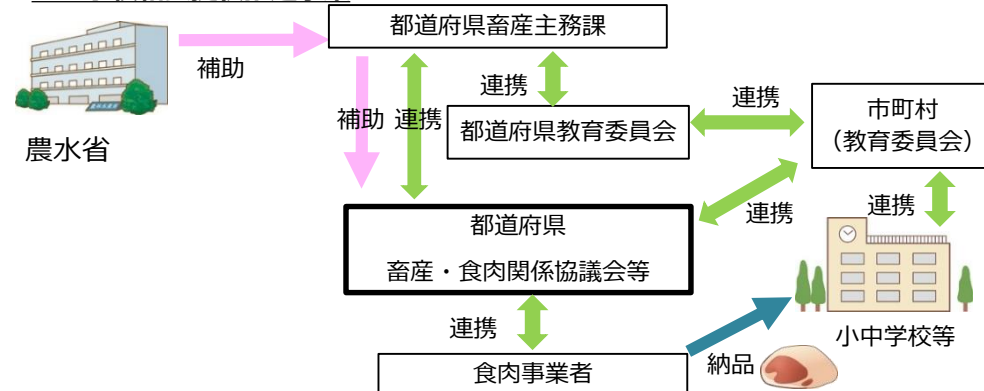 都道府県畜産主務課
補助
農水省
補助
連携
連携
都道府県教育委員会
連携
市町村
（教育委員会）
連携
連携
都道府県
畜産・食肉関係協議会等
連携
小中学校等
食肉事業者
納品